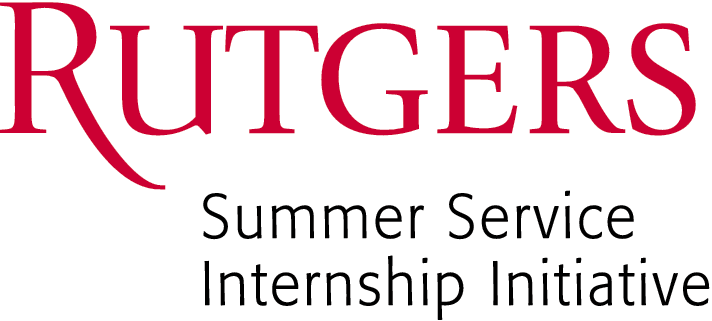 RUTGERS
Summer Service
Internship Initiative